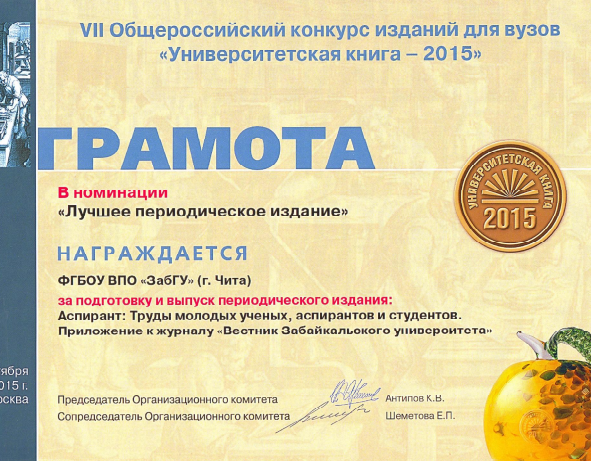 VII Общероссийский конкурс изданий для вузов
«Университетская книга – 2015»
ГРАМОТА
В номинации
«Лучшее периодическое издание»
УНИВЕРСИТЕТСКАЯ КНИГА
2015
НАГРАЖДАЕТСЯ
ФГБОУ ВПО «ЗабГУ» (г. Чита)
за подготовку и выпуск периодического издания:
Аспирант: Труды молодых ученых, аспирантов и студентов.
Приложение к журналу «Вестник Забайкальского университета»
тября
015 г.
осква
Председатель Организационного комитета Антипов К.В.
Сопредседатель Организационного комитета Шеметова Е.П.